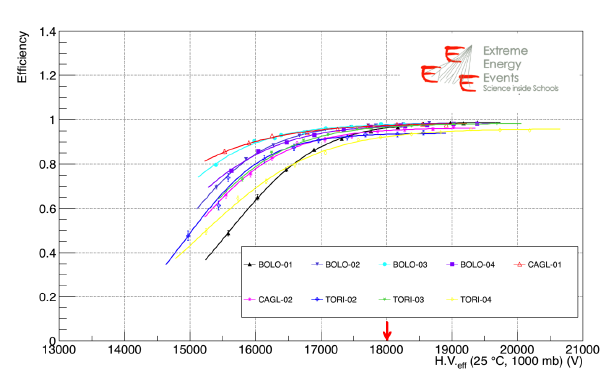 Efficiency
1.4
1.2
1
0.8
0.6
0.4
0.2
0
Extreme
Energy
Events
Science inside Schools
BOLO-01 BOLO-02 BOLO-03 BOLO-04 CAGL-01
CAGL-02 TORI-02 TORI-03 TORI-04
13000 14000 15000 16000 17000 18000 19000 20000 21000
H.V.eff (25 °C, 1000 mb) (V)